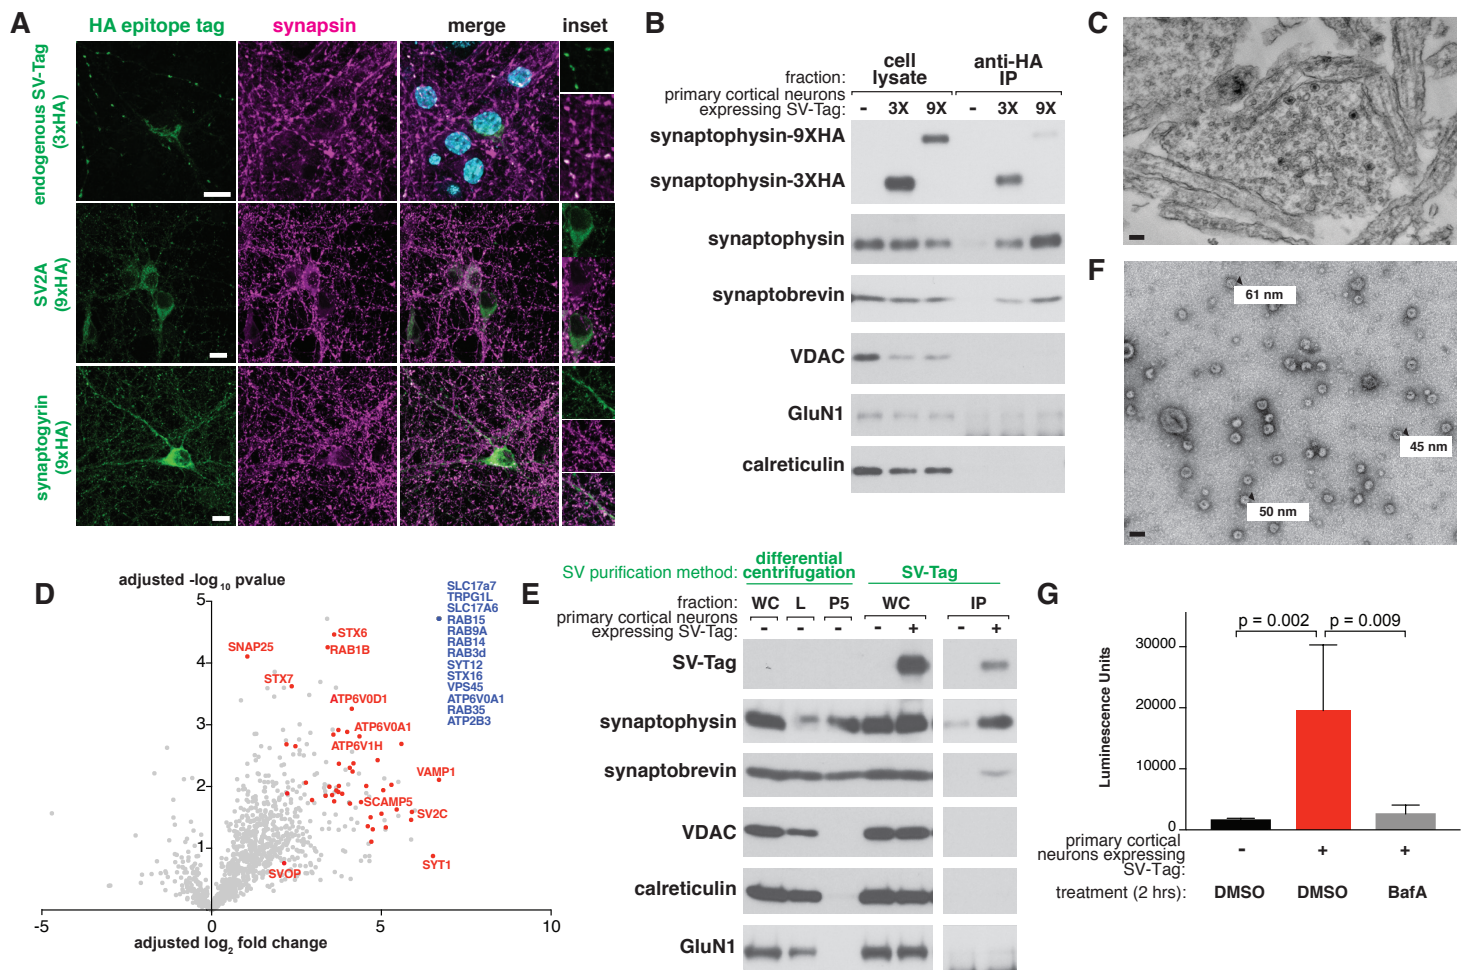 A
HA epitope tag
synapsin
merge
inset
endogenous SV-Tag
(3xHA)
SV2A
(9xHA)
synaptogyrin
(9xHA)
B
cell
lysate
anti-HA
IP
fraction:
primary cortical neurons
expressing SV-Tag:
- 3X 9X - 3X 9X
synaptophysin-9XHA
synaptophysin-3XHA
synaptophysin
synaptobrevin
VDAC
GluN1
calreticulin
C
F
61 nm
45 nm
50 nm
D
adjusted -log10 pvalue
5
4
3
2
1
-5
0
5
10
adjusted log2 fold change
SNAP25
STX6
RAB1B
STX7
ATP6V0D1
ATP6V0A1
ATP6V1H
VAMP1
SCAMP5
SV2C
SYT1
SVOP
SLC17a7
TRPG1L
SLC17A6
RAB15
RAB9A
RAB14
RAB3d
SYT12
STX16
VPS45
ATP6V0A1
RAB35
ATP2B3
E
SV purification method:
differential
centrifugation
SV-Tag
fraction:
WC L P5 WC IP
primary cortical neurons
expressing SV-Tag:
- - - - + - +
SV-Tag
synaptophysin
synaptobrevin
VDAC
calreticulin
GluN1
G
p = 0.002
p = 0.009
Luminescence Units
30000
20000
10000
0
primary cortical
neurons expressing
SV-Tag:
- + +
treatment (2 hrs):
DMSO DMSO BafA